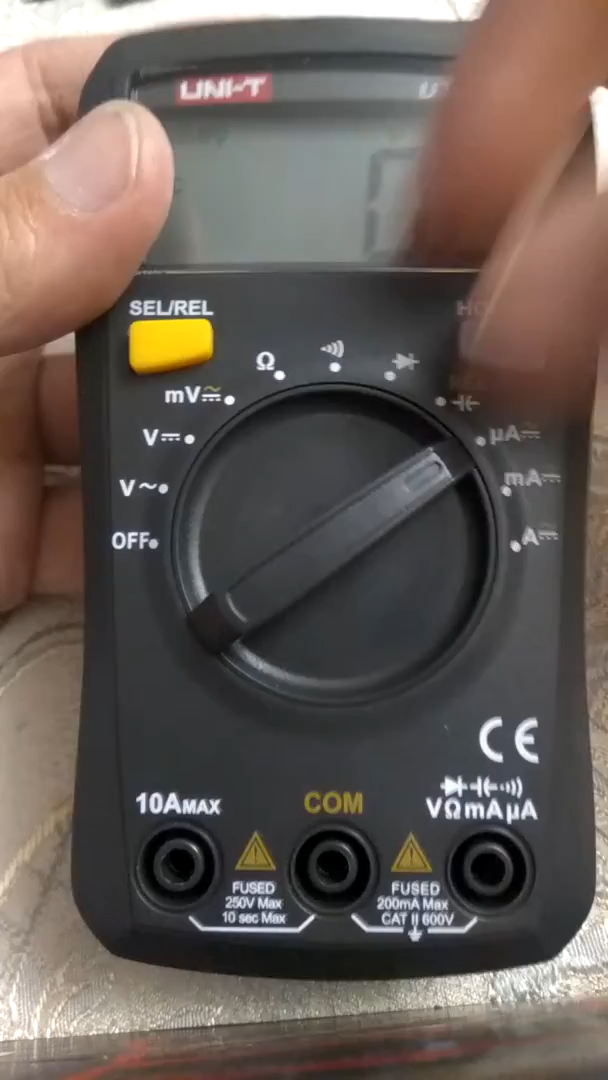 UNI-T
SEL/REL
Ω
mV
V
V~
OFF
µA
mA
A
CE
10AMAX
COM
VΩmAµA
FUSED
250V Max
10 sec Max
FUSED
200mA Max
CAT II 600V